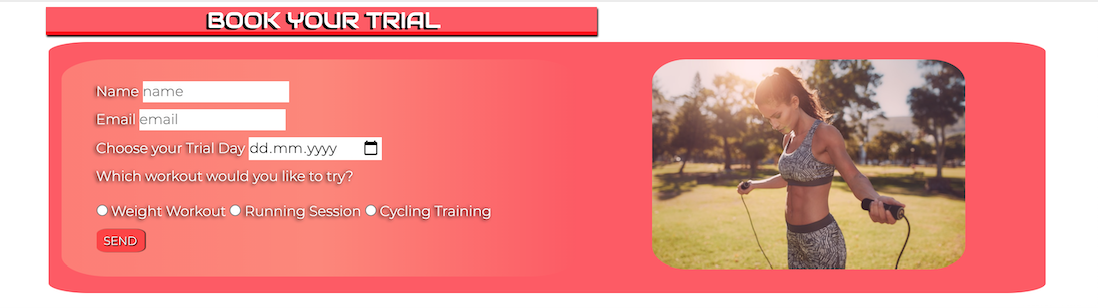 BOOK YOUR TRIAL
Name name
Email email
Choose your Trial Day dd.mm.yyyy
Which workout would you like to try?
Weight Workout Running Session Cycling Training
SEND